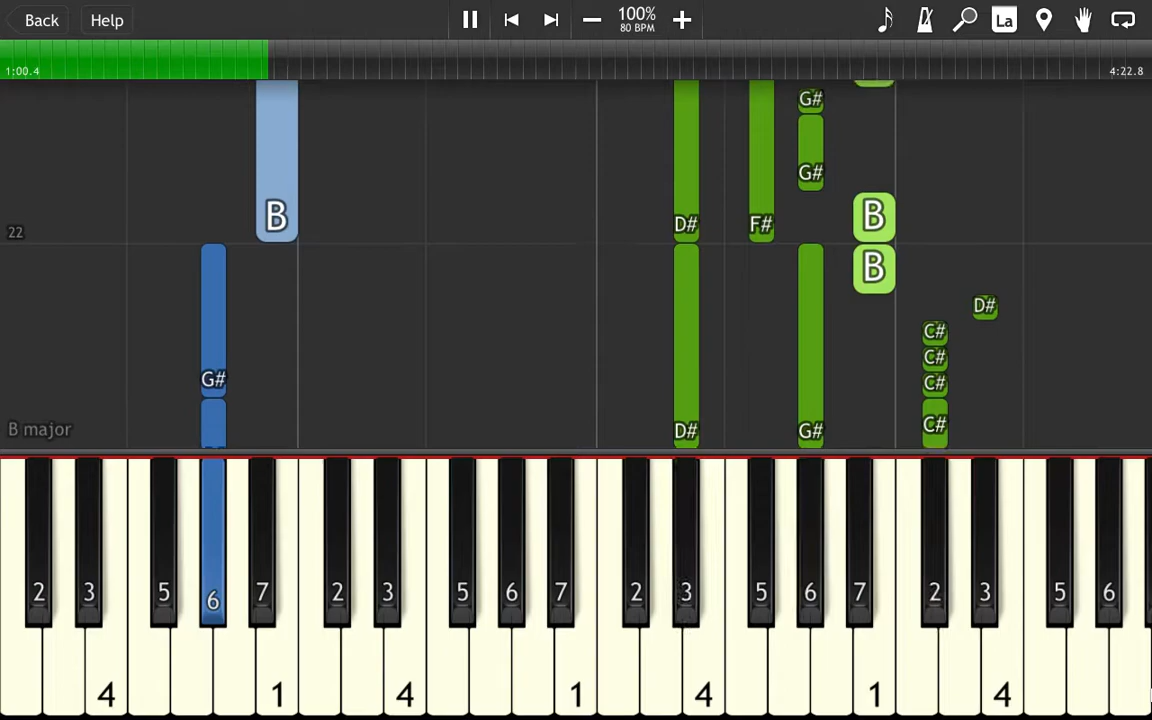 Back Help 100% La
80 BPM
1:00.4 4:22.8
G#
G#
B D# F# B
22
B
D#
C#
C#
G# C#
B major D# G# C#
2 3 5 6 7 2 3 5 6 7 2 3 5 6 7 2 3 5 6
4 1 4 1 4 1 4